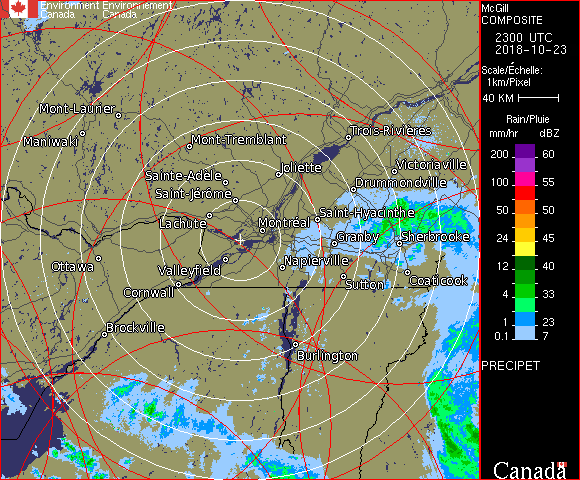 Environment Environnement
Canada Canada
McGill
COMPOSITE
2300 UTC
2018-10-23
Scale/Échelle:
1km/Pixel
40 KM
Rain/Pluie
mm/hr dBZ
200 60
150 57
100 55
50 50
24 45
12 40
4 33
1 23
0.1 7
PRECIPET
Canada
Mont-Laurier
Maniwaki
Mont-Tremblant
Trois-Rivières
Joliette
Victoriaville
Sainte-Adèle
Drummondville
Saint-Jérôme
Saint-Hyacinthe
Lachute
Montréal
Granby
Sherbrooke
Ottawa
Valleyfield
Napierville
Cornwall
Sutton
Coaticook
Brockville
Burlington